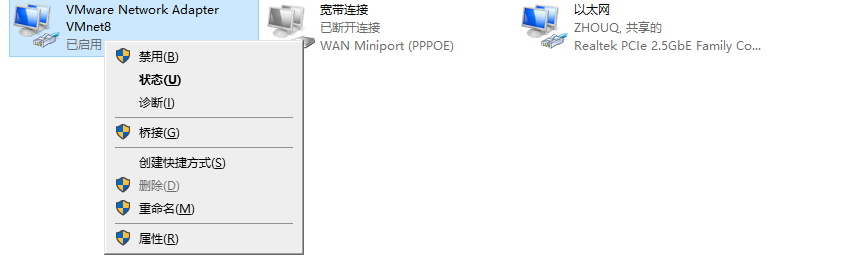 VMware Network Adapter
VMnet8
已启用
宽带连接
已断开连接
WAN Miniport (PPPOE)
以太网
ZHOUQ, 共享的
Realtek PCIe 2.5GbE Family Co...
禁用(B)
状态(U)
诊断(I)
桥接(G)
创建快捷方式(S)
删除(D)
重命名(M)
属性(R)